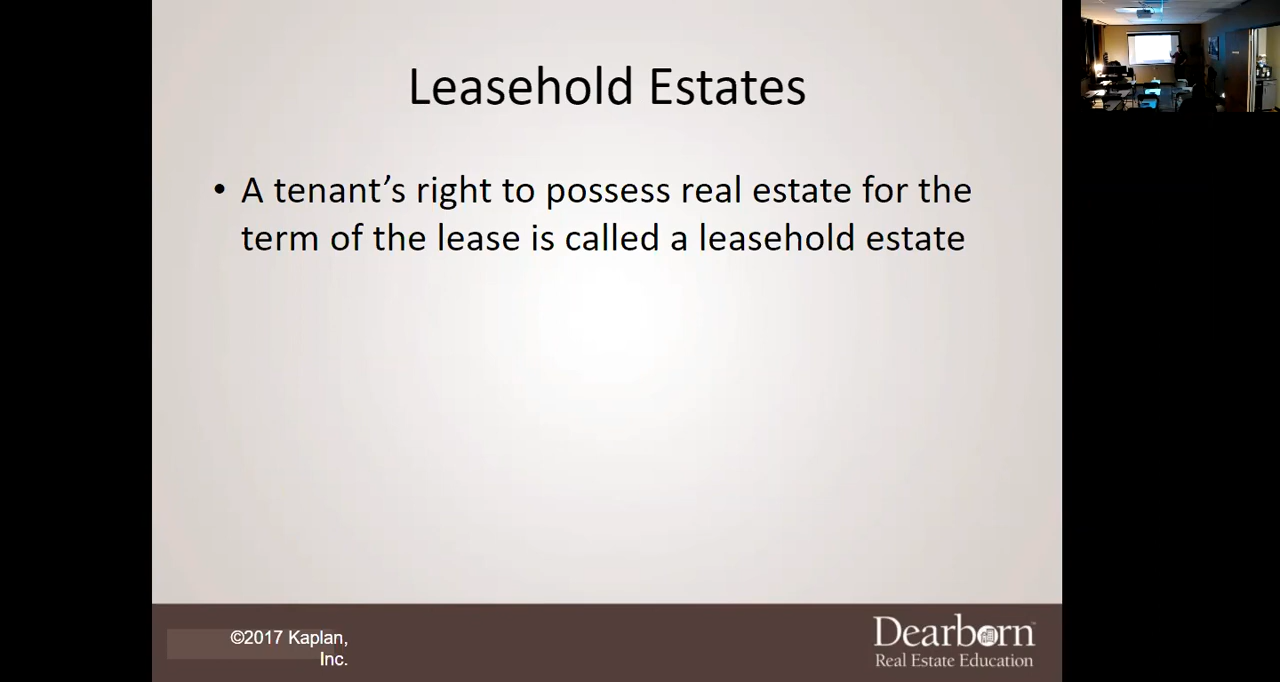 Leasehold Estates
• A tenant’s right to possess real estate for the
term of the lease is called a leasehold estate
©2017 Kaplan,
Inc.
Dearborn™
Real Estate Education